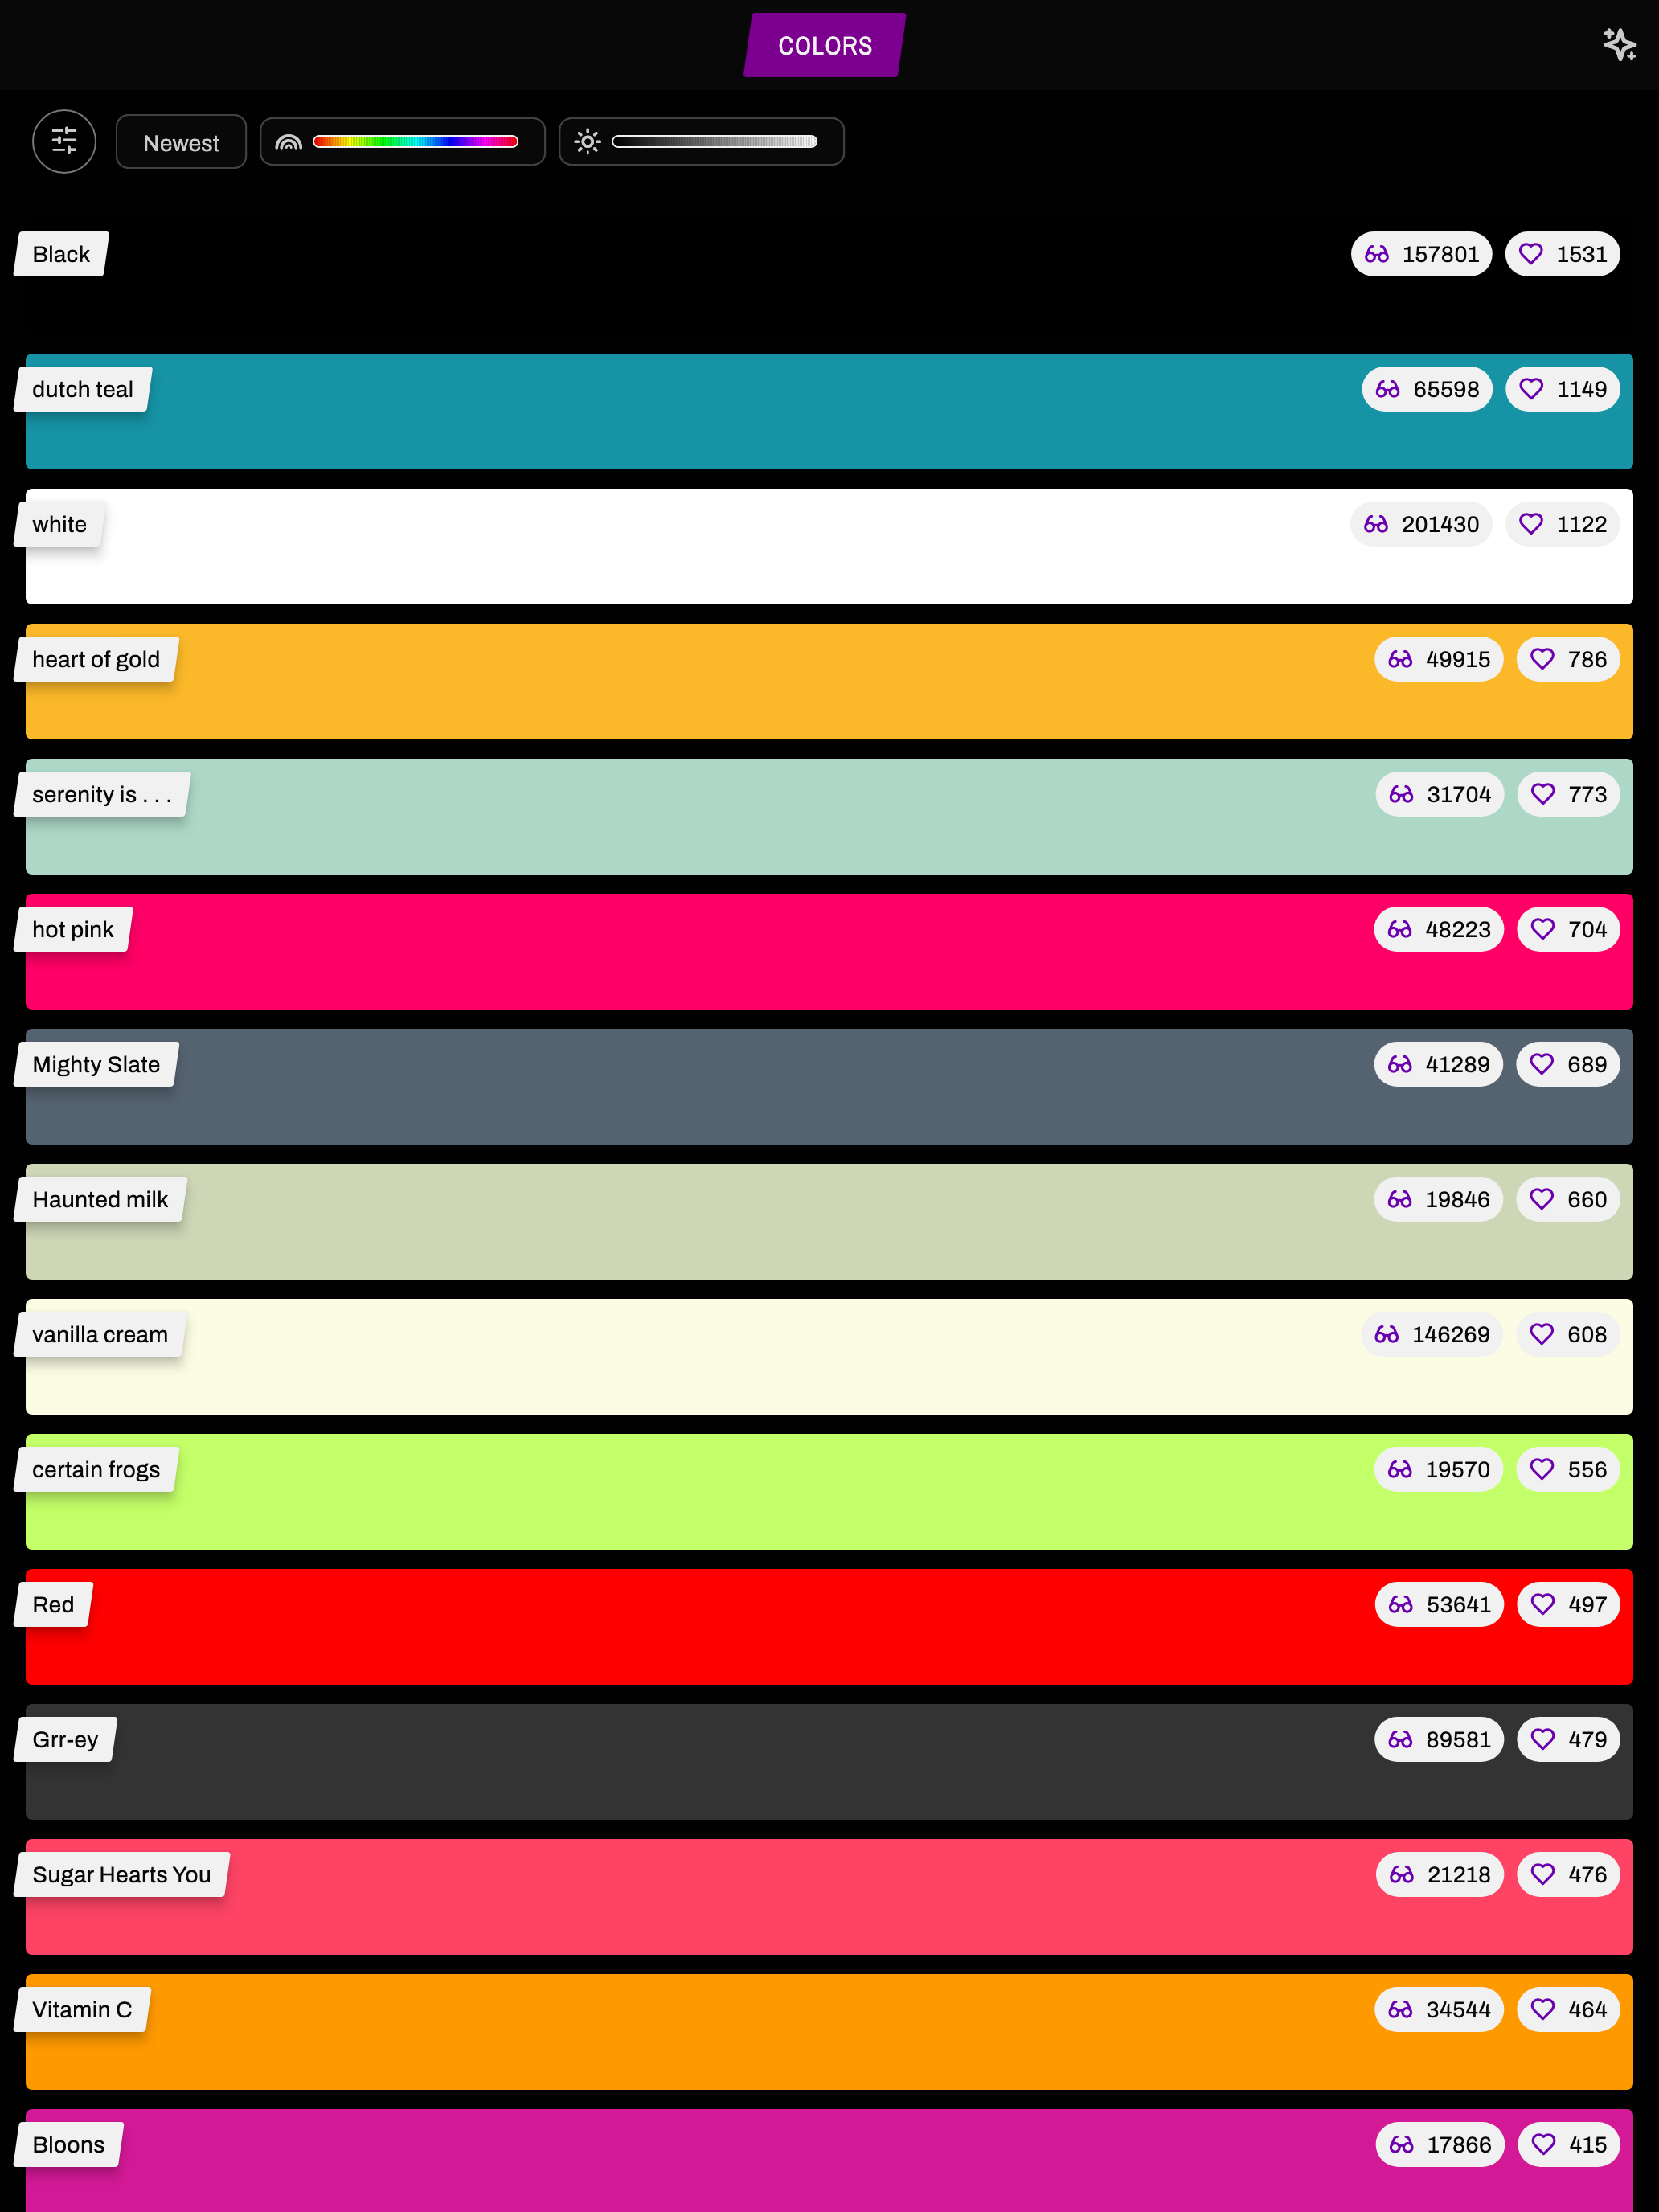 COLORS
Newest
Black 157801 1531
dutch teal 65598 1149
white 201430 1122
heart of gold 49915 786
serenity is . . . 31704 773
hot pink 48223 704
Mighty Slate 41289 689
Haunted milk 19846 660
vanilla cream 146269 608
certain frogs 19570 556
Red 53641 497
Grr-ey 89581 479
Sugar Hearts You 21218 476
Vitamin C 34544 464
Bloons 17866 415